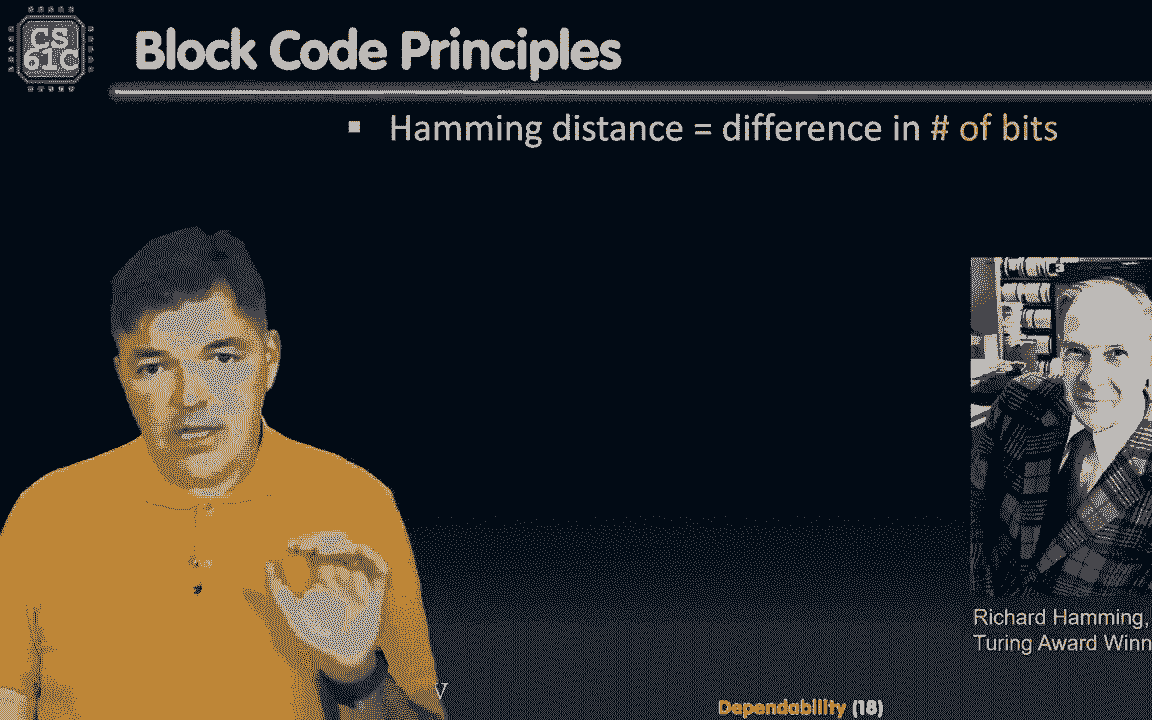 CS
61C
Block Code Principles
▪ Hamming distance = difference in # of bits
Richard Hamming,
Turing Award Winn
v
Dependability (18)